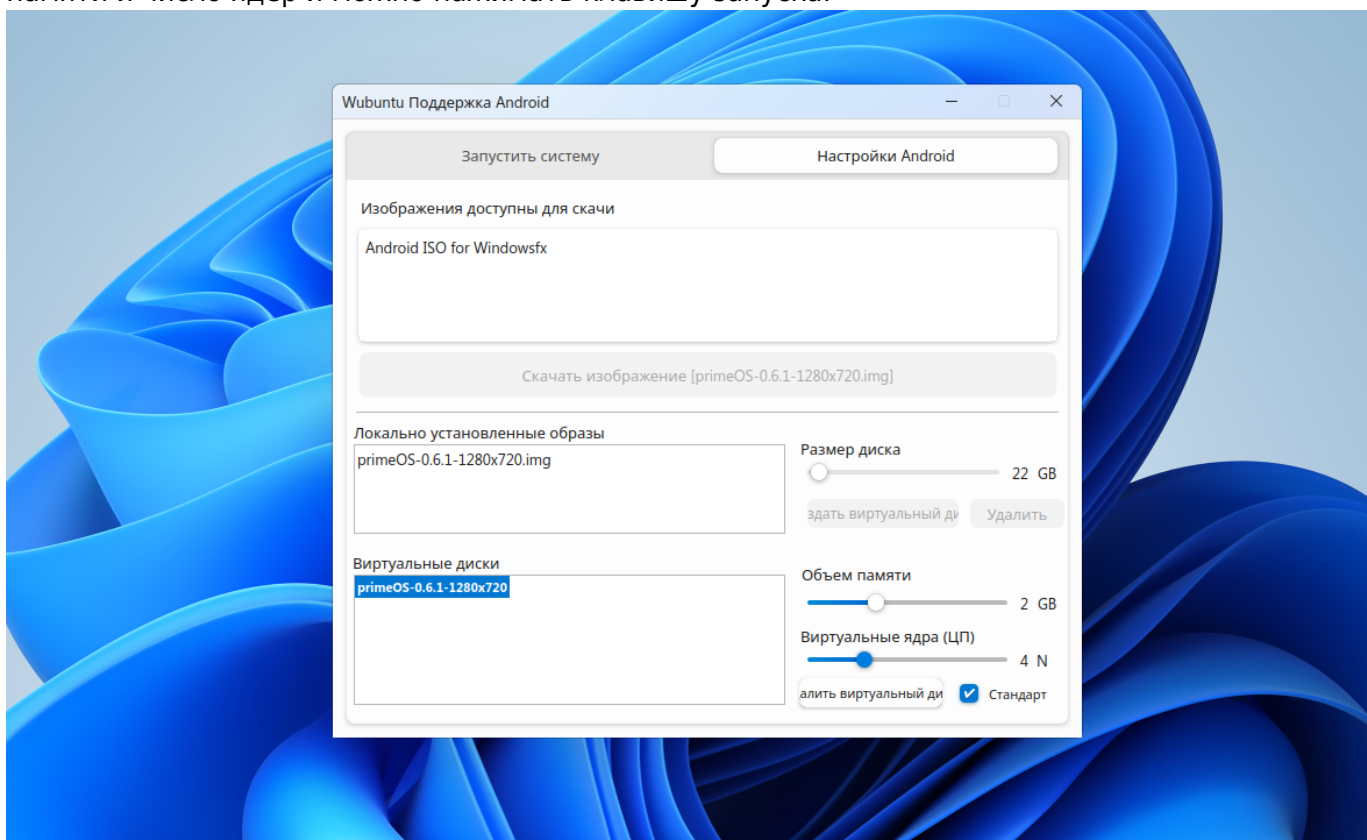 Wubuntu Поддержка Android
Запустить систему
Настройки Android
Изображения доступны для скачи
Android ISO for Windowsfx
Скачать изображение [primeOS-0.6.1-1280x720.img]
Локально установленные образы
primeOS-0.6.1-1280x720.img
Размер диска
22 GB
здать виртуальный ди
Удалить
Виртуальные диски
primeOS-0.6.1-1280x720
Объем памяти
2 GB
Виртуальные ядра (ЦП)
4 N
алить виртуальный ди
Стандарт